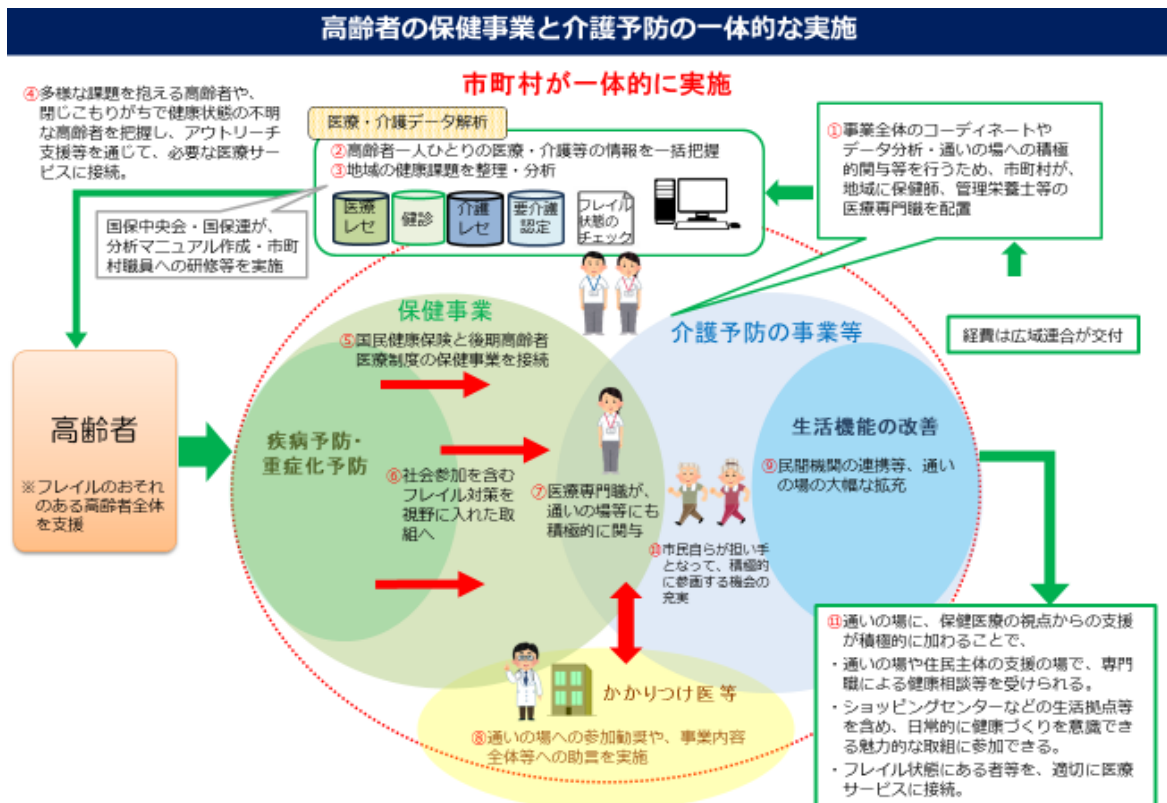 高齢者の保健事業と介護予防の一体的な実施
市町村が一体的に実施
④多様な課題を抱える高齢者や、
閉じこもりがちで健康状態の不明
な高齢者を把握し、アウトリーチ
支援等を通じて、必要な医療サー
ビスに接続。
医療・介護データ解析
②高齢者一人ひとりの医療・介護等の情報を一括把握
③地域の健康課題を整理・分析
医療
レセ
健診
介護
レセ
要介護
認定
フレイル
状態の
チェック
①事業全体のコーディネートや
データ分析・通いの場への積極
的関与等を行うため、市町村が、
地域に保健師、管理栄養士等の
医療専門職を配置
国保中央会・国保連が、
分析マニュアル作成・市町
村職員への研修等を実施
経費は広域連合が交付
保健事業
⑤国民健康保険と後期高齢者
医療制度の保健事業を接続
介護予防の事業等
高齢者
※フレイルのおそれ
のある高齢者全体
を支援
疾病予防・
重症化予防
⑥社会参加を含む
フレイル対策を
視野に入れた取
組へ
⑦医療専門職が、
通いの場等にも
積極的に関与
生活機能の改善
⑨民間機関の連携等、通い
の場の大幅な拡充
⑩市民自らが担い手
となって、積極的
に参画する機会の
充実
かかりつけ医等
⑧通いの場への参加勧奨や、事業内容
全体等への助言を実施
⑪通いの場に、保健医療の視点からの支援
が積極的に加わることで、
・通いの場や住民主体の支援の場で、専門
職による健康相談等を受けられる。
・ショッピングセンターなどの生活拠点等
を含め、日常的に健康づくりを意識でき
る魅力的な取組に参加できる。
・フレイル状態にある者等を、適切に医療
サービスに接続。